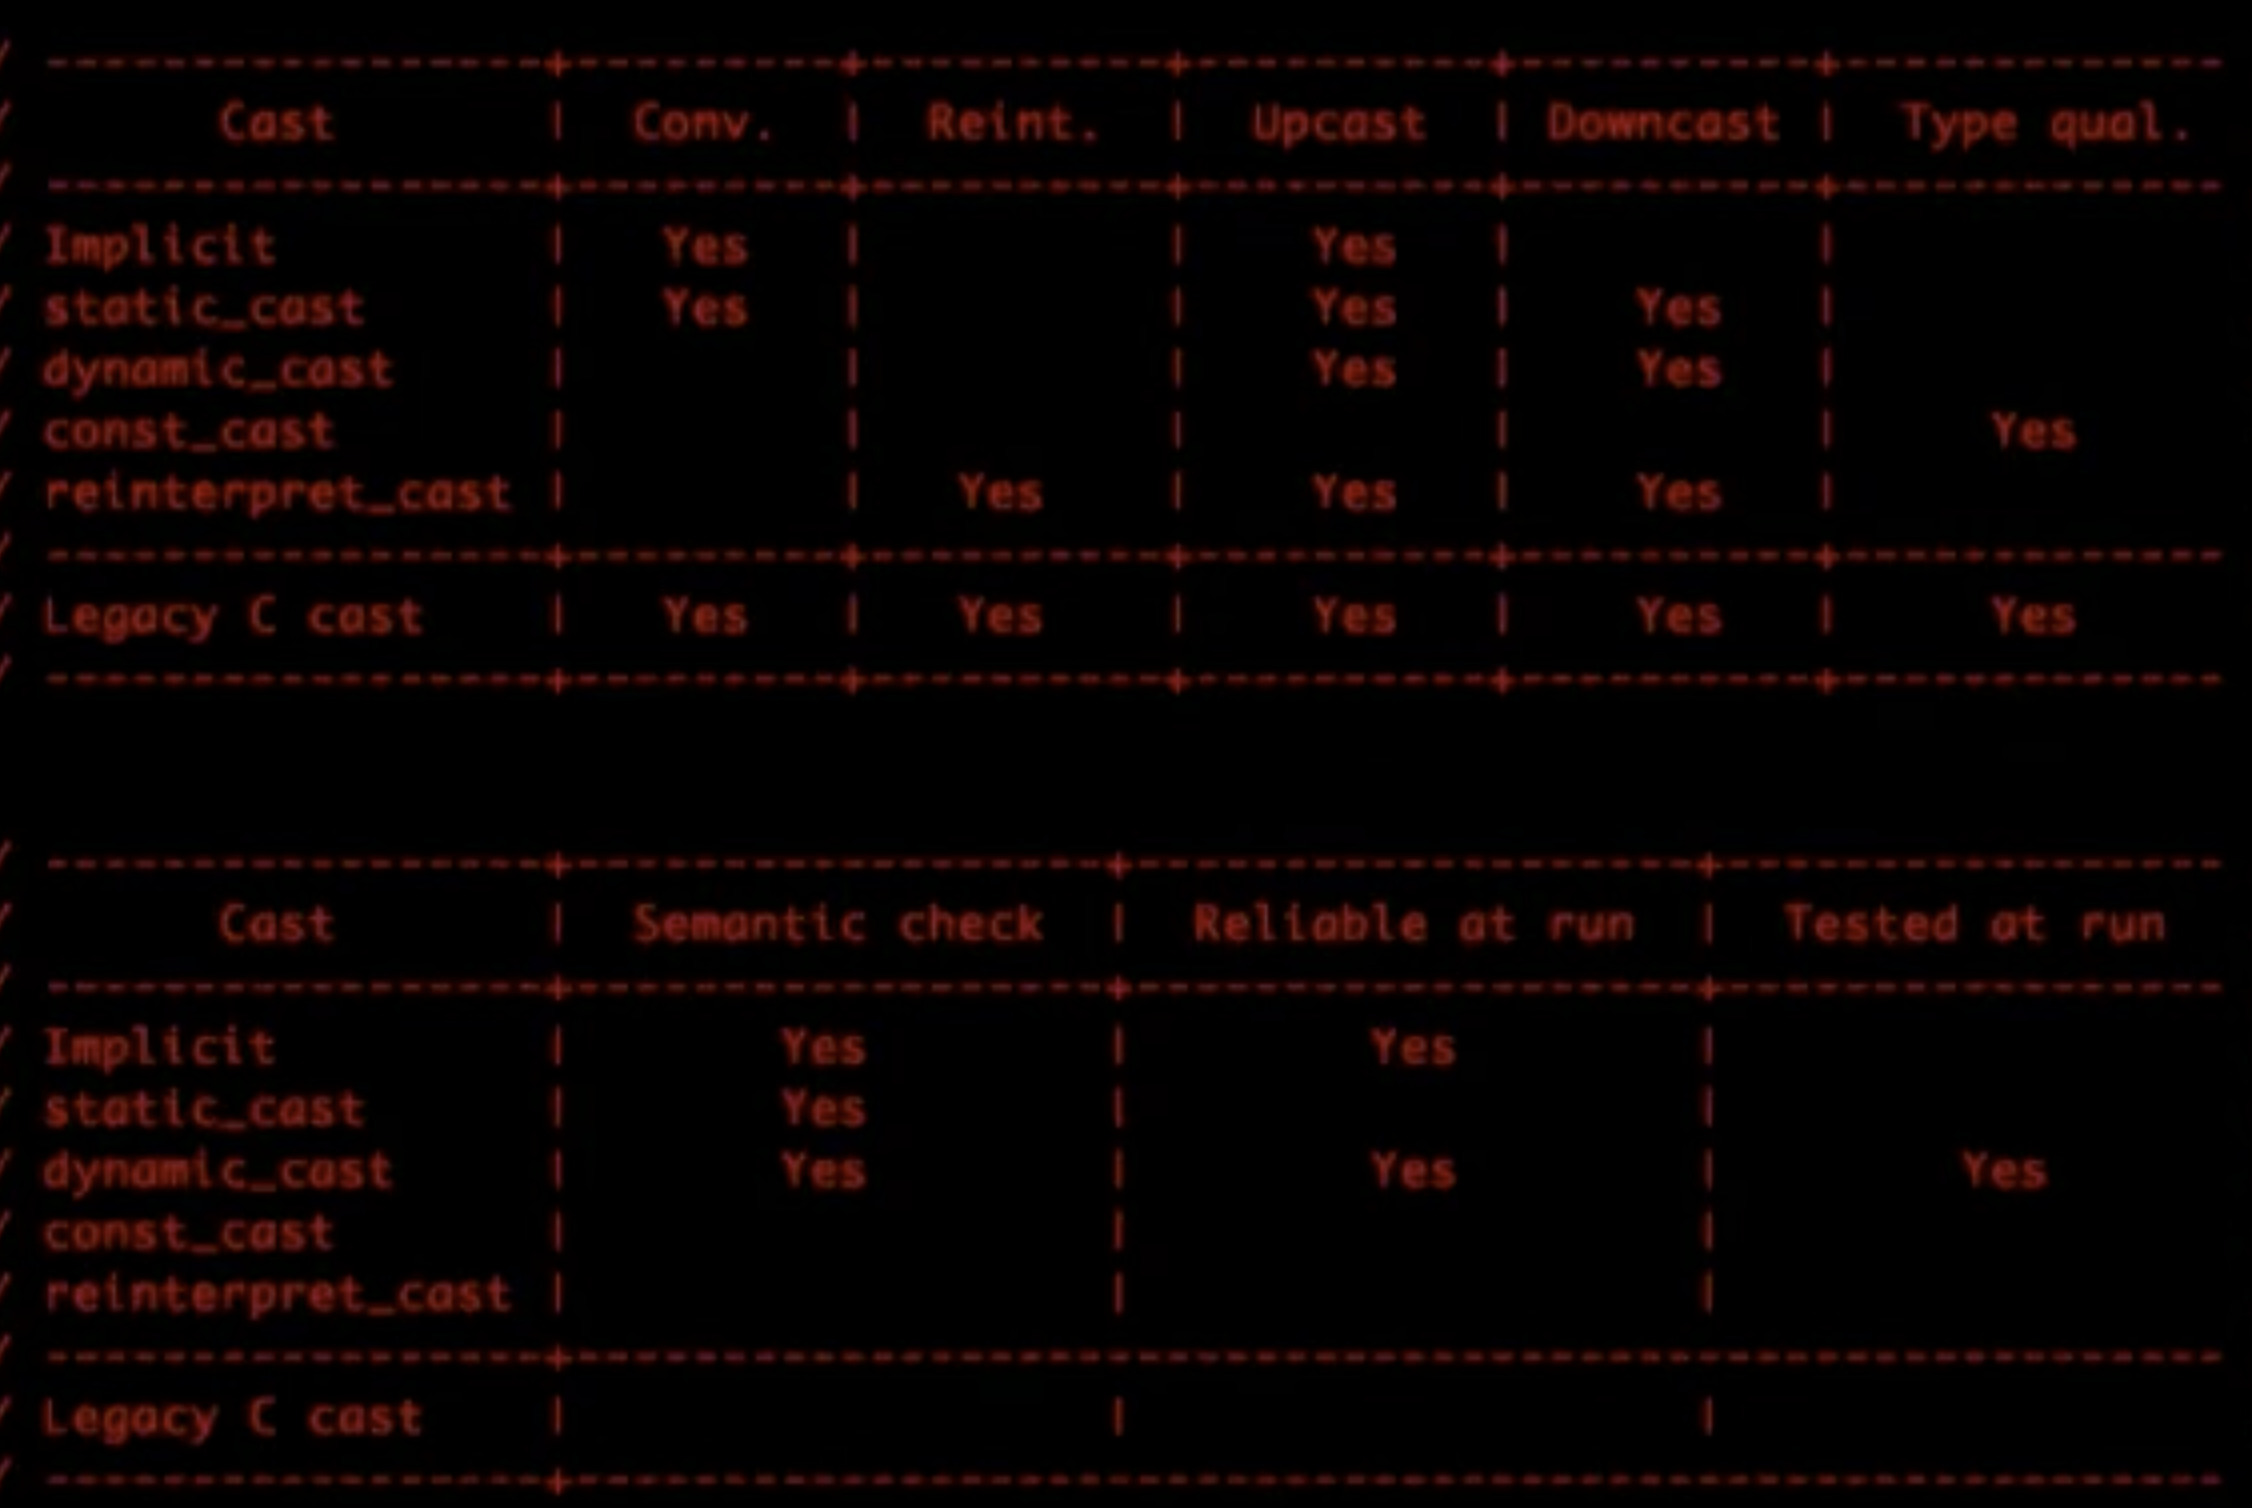 / -----------------+---------+----------+----------+----------+-------------
/       Cast       |  Conv.  |  Reint.  |  Upcast  | Downcast |  Type qual.
/ -----------------+---------+----------+----------+----------+-------------
/ Implicit         |   Yes   |          |   Yes    |          |
/ static_cast      |   Yes   |          |   Yes    |   Yes    |
/ dynamic_cast     |         |          |   Yes    |   Yes    |
/ const_cast       |         |          |          |          |     Yes
/ reinterpret_cast |         |   Yes    |   Yes    |   Yes    |
/ -----------------+---------+----------+----------+----------+-------------
/ Legacy C cast    |   Yes   |   Yes    |   Yes    |   Yes    |     Yes
/ -----------------+---------+----------+----------+----------+-------------
/ -----------------+------------------+-------------------+-----------------
/       Cast       |  Semantic check  |  Reliable at run  |  Tested at run
/ -----------------+------------------+-------------------+-----------------
/ Implicit         |       Yes        |        Yes        |
/ static_cast      |       Yes        |                   |
/ dynamic_cast     |       Yes        |        Yes        |        Yes
/ const_cast       |                  |                   |
/ reinterpret_cast |                  |                   |
/ -----------------+--------------------------------------------------------
/ Legacy C cast    |                  |                   |
/ -----------------+--------------------------------------------------------